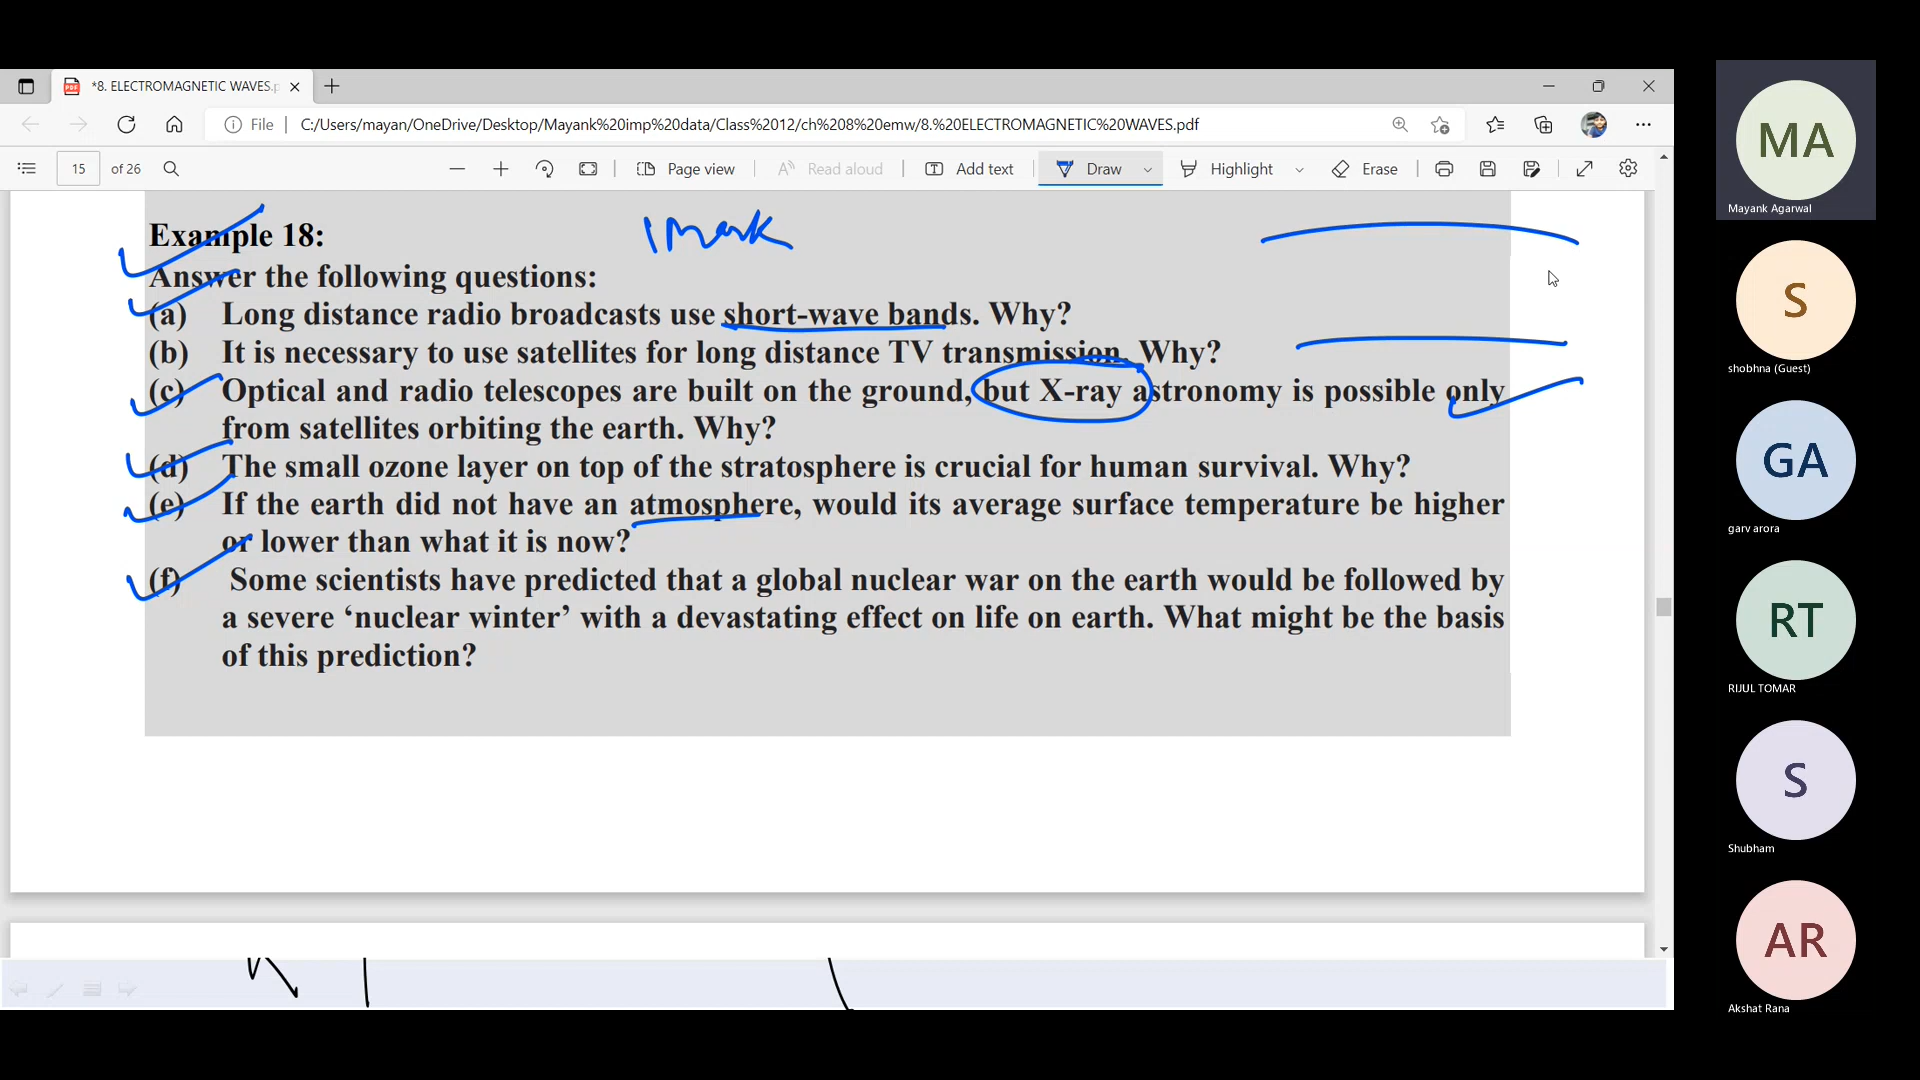 *8. ELECTROMAGNETIC WAVES.p
File | C:/Users/mayan/OneDrive/Desktop/Mayank%20imp%20data/Class%2012/ch%208%20emw/8.%20ELECTROMAGNETIC%20WAVES.pdf
15 of 26 Page view Read aloud Add text Draw Highlight Erase
Example 18:
1 Mark
Answer the following questions:
(a) Long distance radio broadcasts use short-wave bands. Why?
(b) It is necessary to use satellites for long distance TV transmission. Why?
(c) Optical and radio telescopes are built on the ground, but X-ray astronomy is possible only
from satellites orbiting the earth. Why?
(d) The small ozone layer on top of the stratosphere is crucial for human survival. Why?
(e) If the earth did not have an atmosphere, would its average surface temperature be higher
or lower than what it is now?
(f) Some scientists have predicted that a global nuclear war on the earth would be followed by
a severe ‘nuclear winter’ with a devastating effect on life on earth. What might be the basis
of this prediction?
MA
Mayank Agarwal
S
shobhna (Guest)
GA
garv arora
RT
RIJUL TOMAR
S
Shubham
AR
Akshat Rana